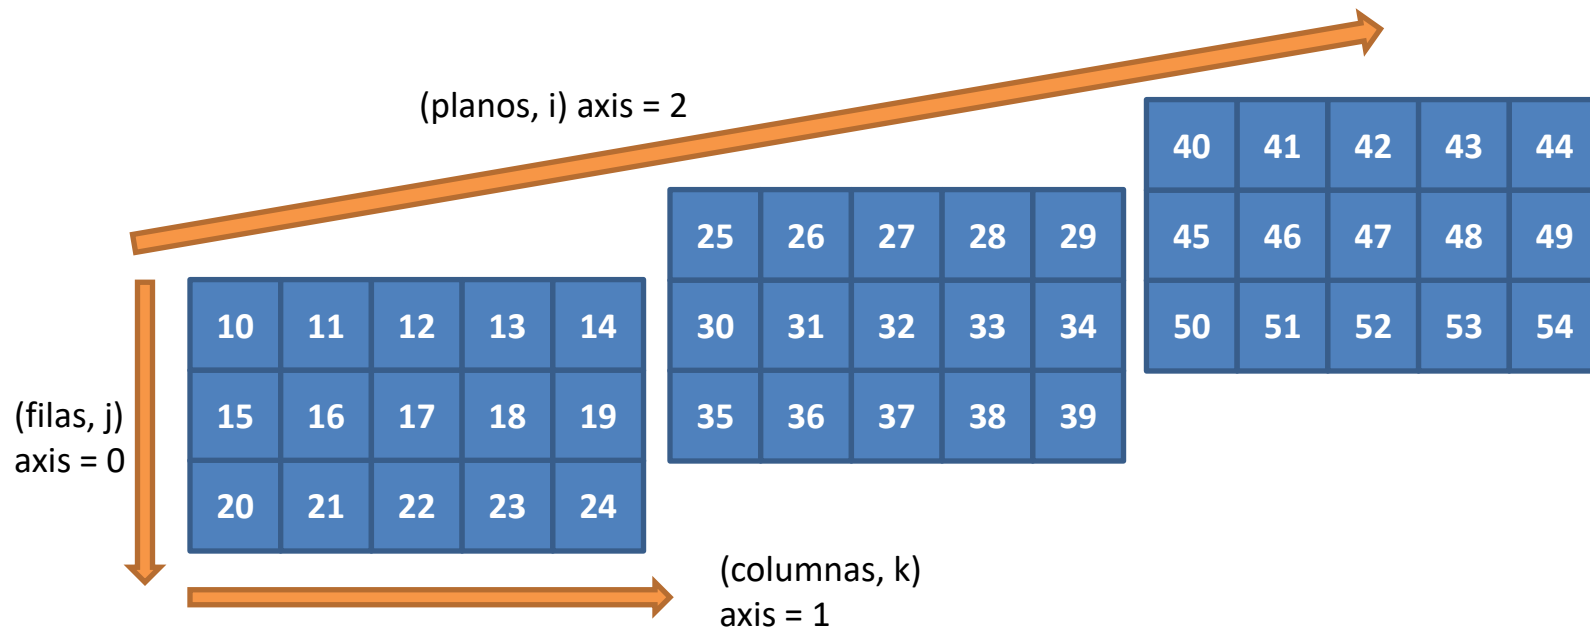 (planos, i) axis = 2
40 41 42 43 44
45 46 47 48 49
50 51 52 53 54
25 26 27 28 29
30 31 32 33 34
35 36 37 38 39
10 11 12 13 14
15 16 17 18 19
20 21 22 23 24
(filas, j)
axis = 0
(columnas, k)
axis = 1